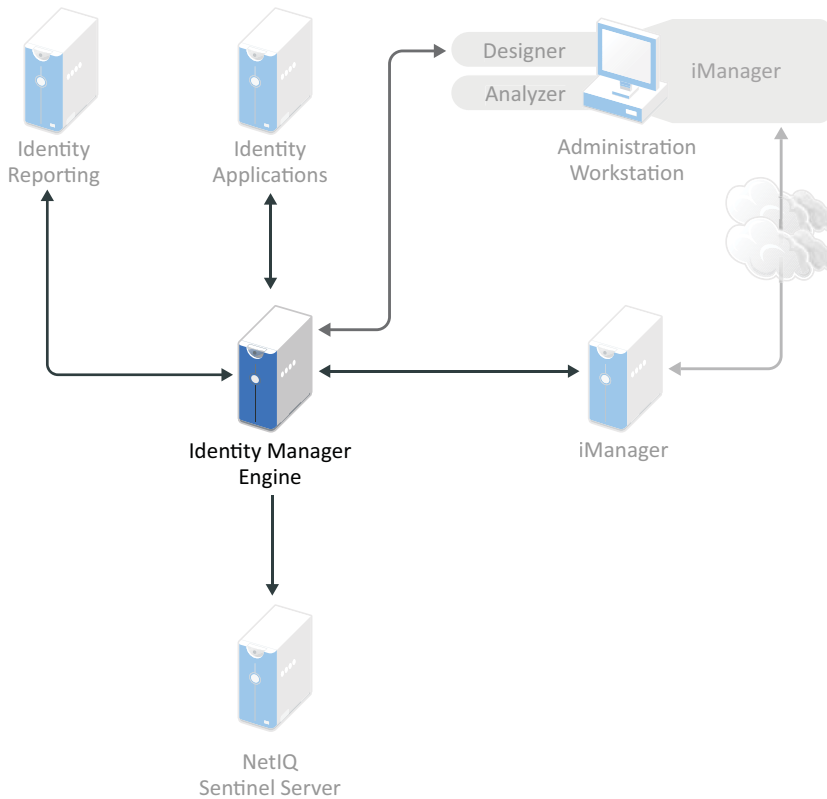 Designer
Analyzer
iManager
Identity
Reporting
Identity
Applications
Administration
Workstation
Identity Manager
Engine
iManager
NetIQ
Sentinel Server